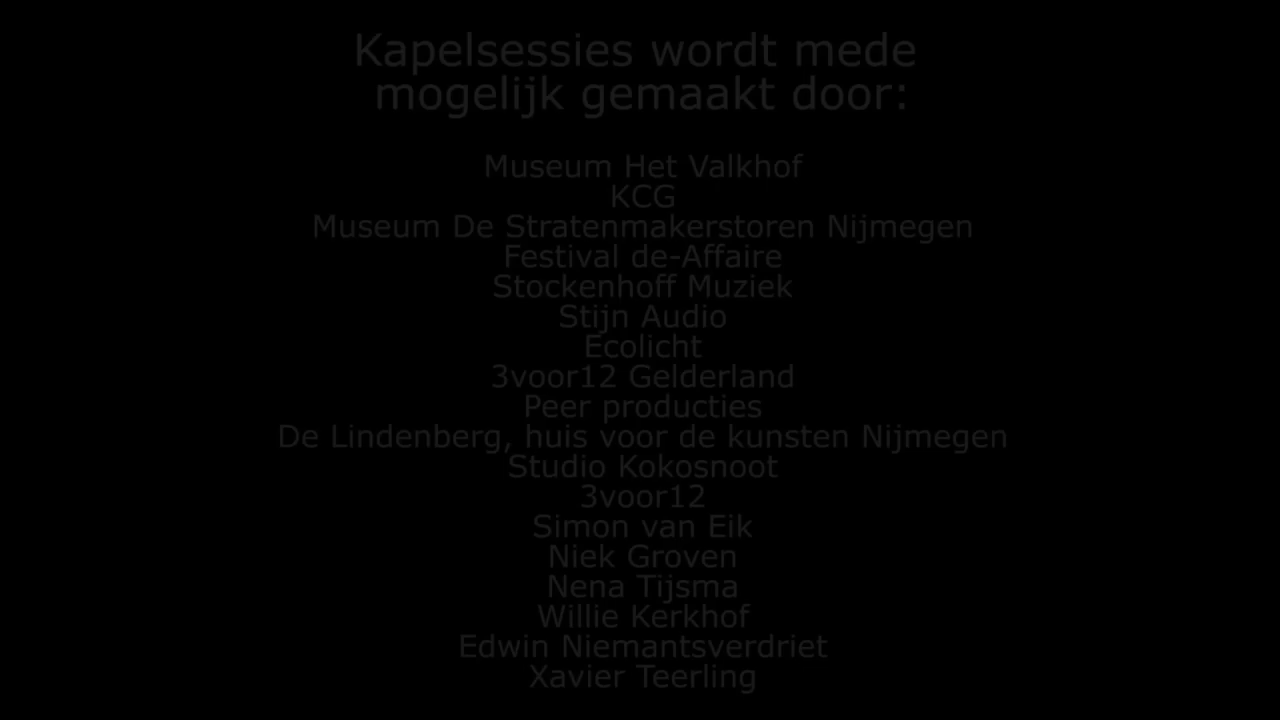 Kapelsessies wordt mede
mogelijk gemaakt door:
Museum Het Valkhof
KCG
Museum De Stratenmakerstoren Nijmegen
Festival de-Affaire
Stockenhoff Muziek
Stijn Audio
Ecolicht
3voor12 Gelderland
Peer producties
De Lindenberg, huis voor de kunsten Nijmegen
Studio Kokosnoot
3voor12
Simon van Eik
Niek Groven
Nena Tijsma
Willie Kerkhof
Edwin Niemantsverdriet
Xavier Teerling